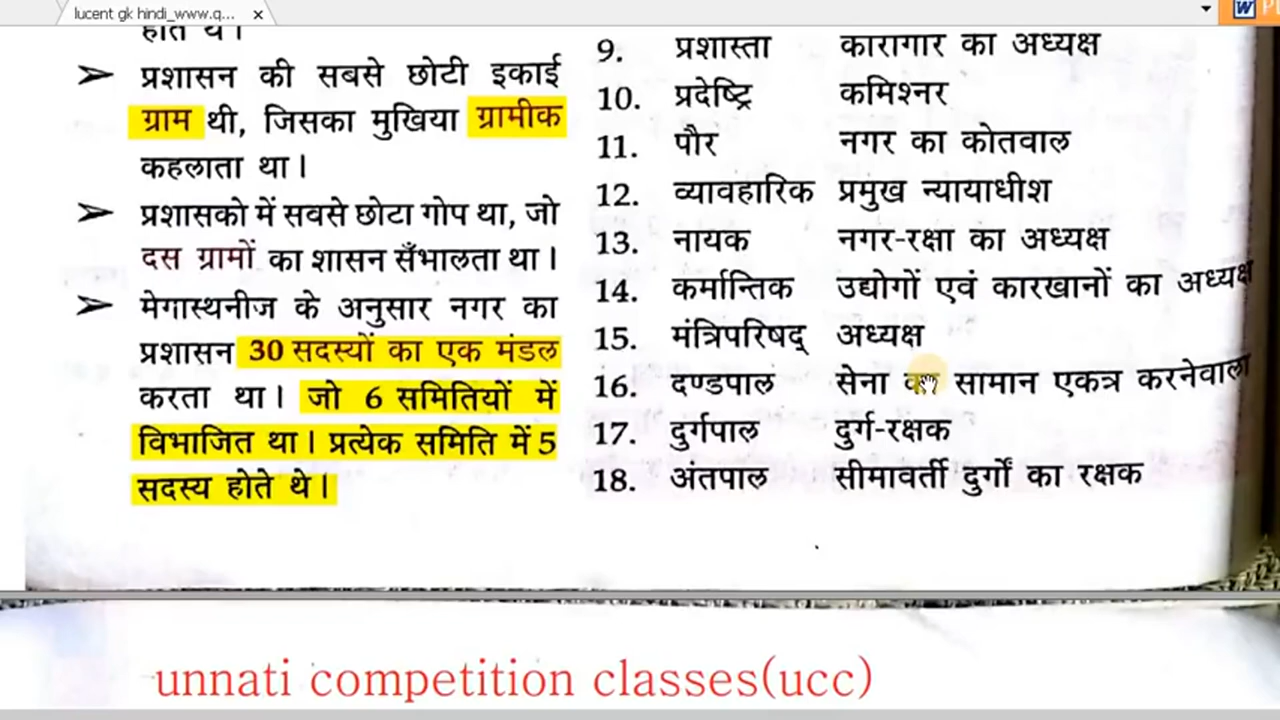 lucent gk hindi_www.q...
होते थे।
➢ प्रशासन की सबसे छोटी इकाई
ग्राम थी, जिसका मुखिया ग्रामीक
कहलाता था।
➢ प्रशासको में सबसे छोटा गोप था, जो
दस ग्रामों का शासन सँभालता था।
➢ मेगास्थनीज के अनुसार नगर का
प्रशासन 30 सदस्यों का एक मंडल
करता था। जो 6 समितियों में
विभाजित था। प्रत्येक समिति में 5
सदस्य होते थे।
9. प्रशास्ता कारागार का अध्यक्ष
10. प्रदेष्ट्रि कमिश्नर
11. पौर नगर का कोतवाल
12. व्यावहारिक प्रमुख न्यायाधीश
13. नायक नगर-रक्षा का अध्यक्ष
14. कर्मान्तिक उद्योगों एवं कारखानों का अध्यक्ष
15. मंत्रिपरिषद् अध्यक्ष
16. दण्डपाल सेना का सामान एकत्र करनेवाला
17. दुर्गपाल दुर्ग-रक्षक
18. अंतपाल सीमावर्ती दुर्गों का रक्षक
unnati competition classes(ucc)